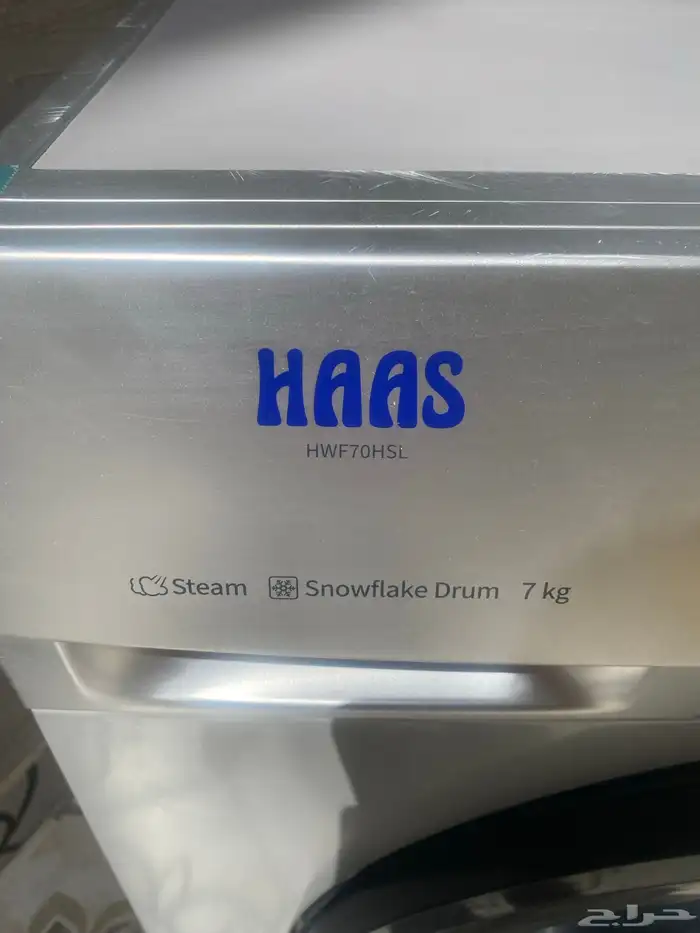 HAAS
HWF70HSL
Steam Snowflake Drum 7 kg
حراج